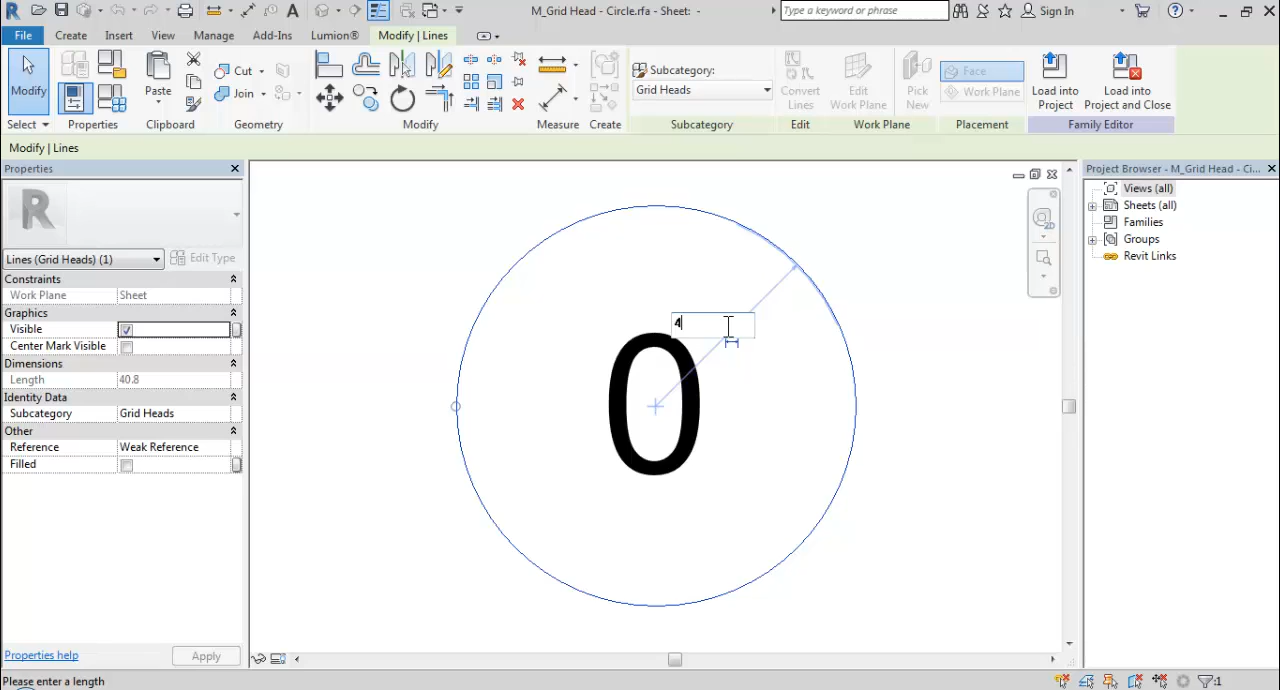 M_Grid Head - Circle.rfa - Sheet: -
Type a keyword or phrase
Sign In
File
Create
Insert
View
Manage
Add-Ins
Lumion®
Modify | Lines
Modify
Paste
Cut
Join
Subcategory:
Grid Heads
Convert
Lines
Edit
Work Plane
Pick
New
Face
Work Plane
Load into
Project
Load into
Project and Close
Select
Properties
Clipboard
Geometry
Modify
Measure
Create
Subcategory
Edit
Work Plane
Placement
Family Editor
Modify | Lines
Properties
Lines (Grid Heads) (1)
Edit Type
Constraints
Work Plane Sheet
Graphics
Visible
Center Mark Visible
Dimensions
Length 40.8
Identity Data
Subcategory Grid Heads
Other
Reference Weak Reference
Filled
Properties help
Apply
4
0
2D
Project Browser - M_Grid Head - Ci...
Views (all)
Sheets (all)
Families
Groups
Revit Links
Please enter a length
:1